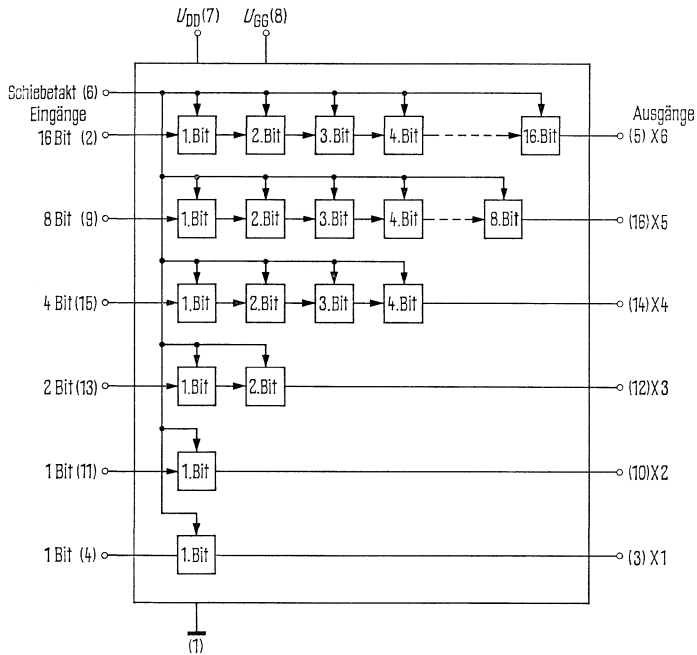 U_DD(7) U_GG(8)
Schiebetakt (6)
Eingänge
Ausgänge
16 Bit (2) 1.Bit 2.Bit 3.Bit 4.Bit 16.Bit (5) X6
8 Bit (9) 1.Bit 2.Bit 3.Bit 4.Bit 8.Bit (16) X5
4 Bit (15) 1.Bit 2.Bit 3.Bit 4.Bit (14) X4
2 Bit (13) 1.Bit 2.Bit (12) X3
1 Bit (11) 1.Bit (10) X2
1 Bit (4) 1.Bit (3) X1
(1)